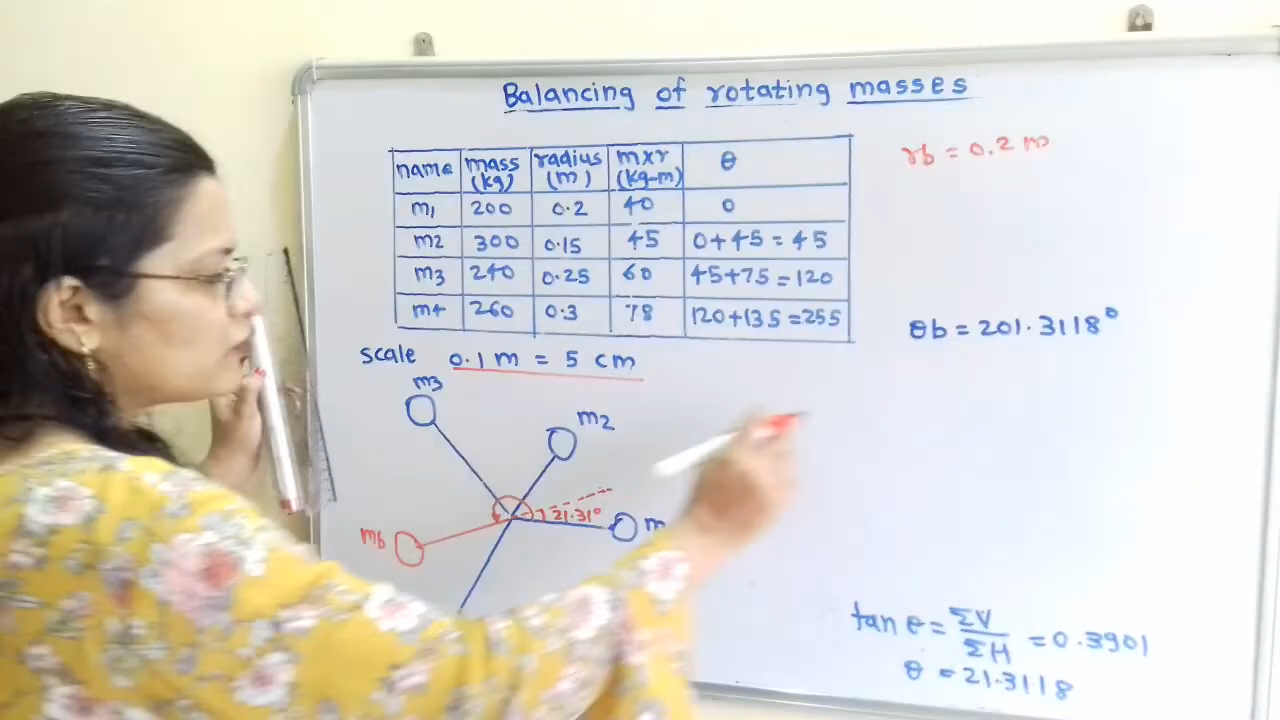 Balancing of rotating masses
name mass (kg) radius (m) m×r (kg-m) θ
m1 200 0.2 40 0
m2 300 0.15 45 0+45=45
m3 240 0.25 60 45+75=120
m4 260 0.3 78 120+135=255
rb = 0.2 m
θb = 201.3118°
scale 0.1 m = 5 cm
m3
m2
21.31°
m
mb
tan θ = ΣV/ΣH = 0.3901
θ = 21.3118